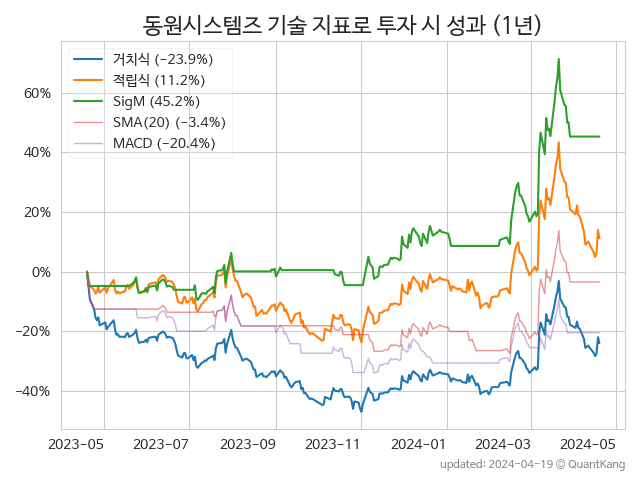 동원시스템즈 기술 지표로 투자 시 성과 (1년)
거치식 (−23.9%)
적립식 (11.2%)
SigM (45.2%)
SMA(20) (−3.4%)
MACD (−20.4%)
60%
40%
20%
0%
−20%
−40%
2023-05 2023-07 2023-09 2023-11 2024-01 2024-03 2024-05
updated: 2024-04-19 © QuantKang